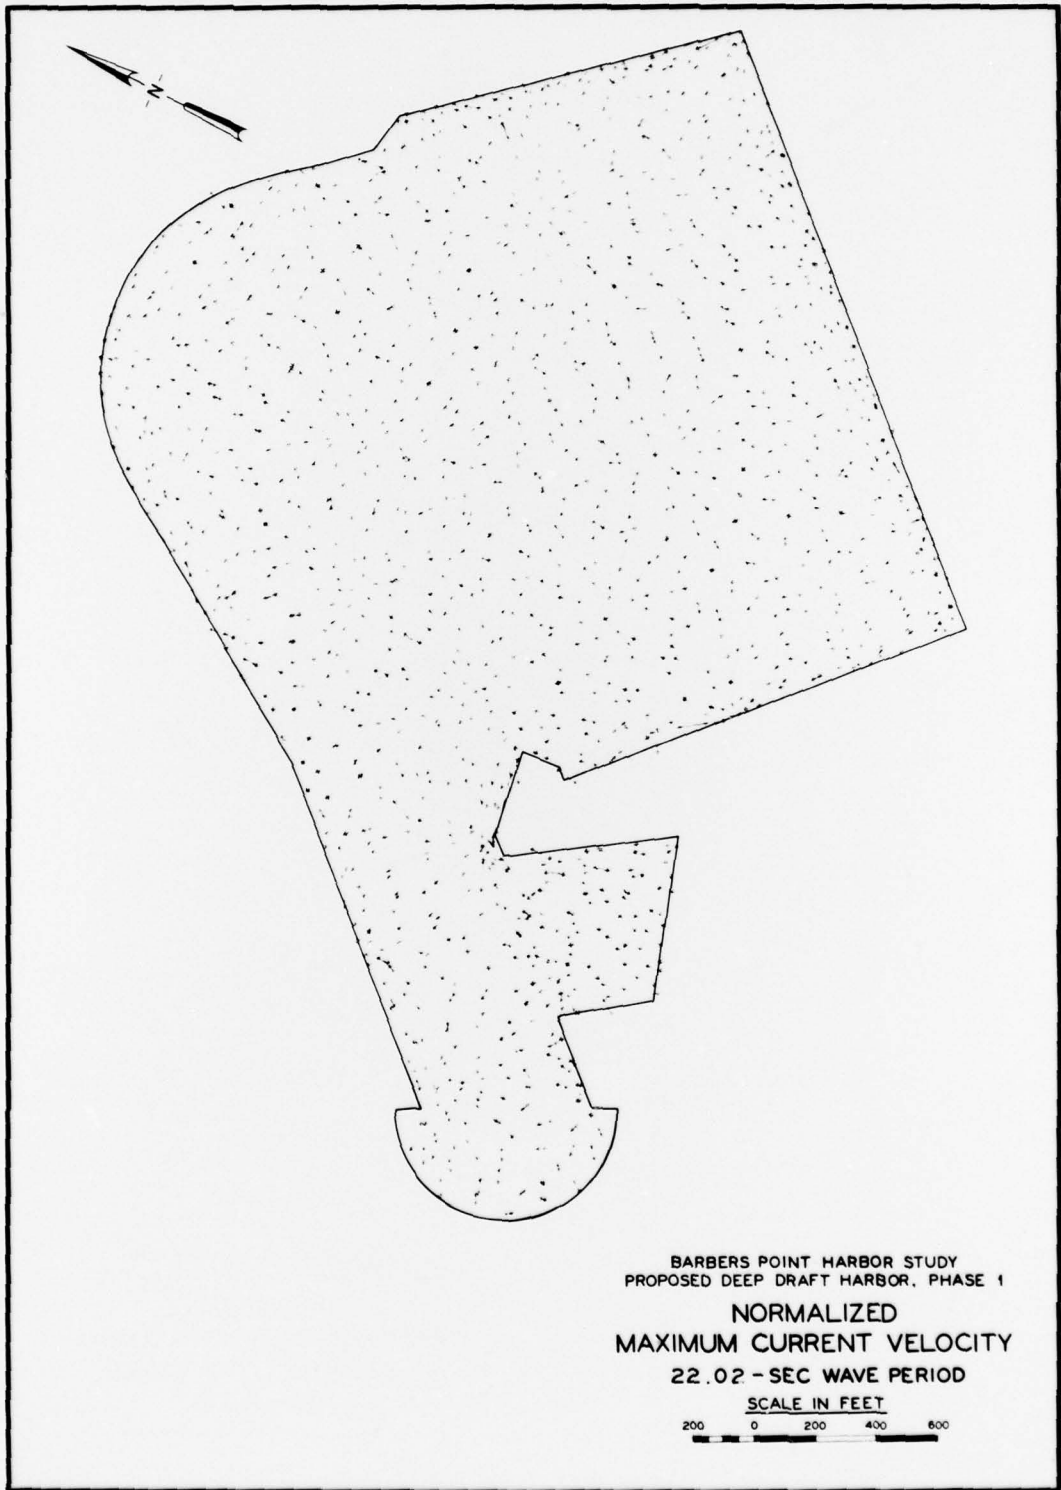 N
BARBERS POINT HARBOR STUDY
PROPOSED DEEP DRAFT HARBOR, PHASE 1
NORMALIZED
MAXIMUM CURRENT VELOCITY
22.02-SEC WAVE PERIOD
SCALE IN FEET
200 0 200 400 600